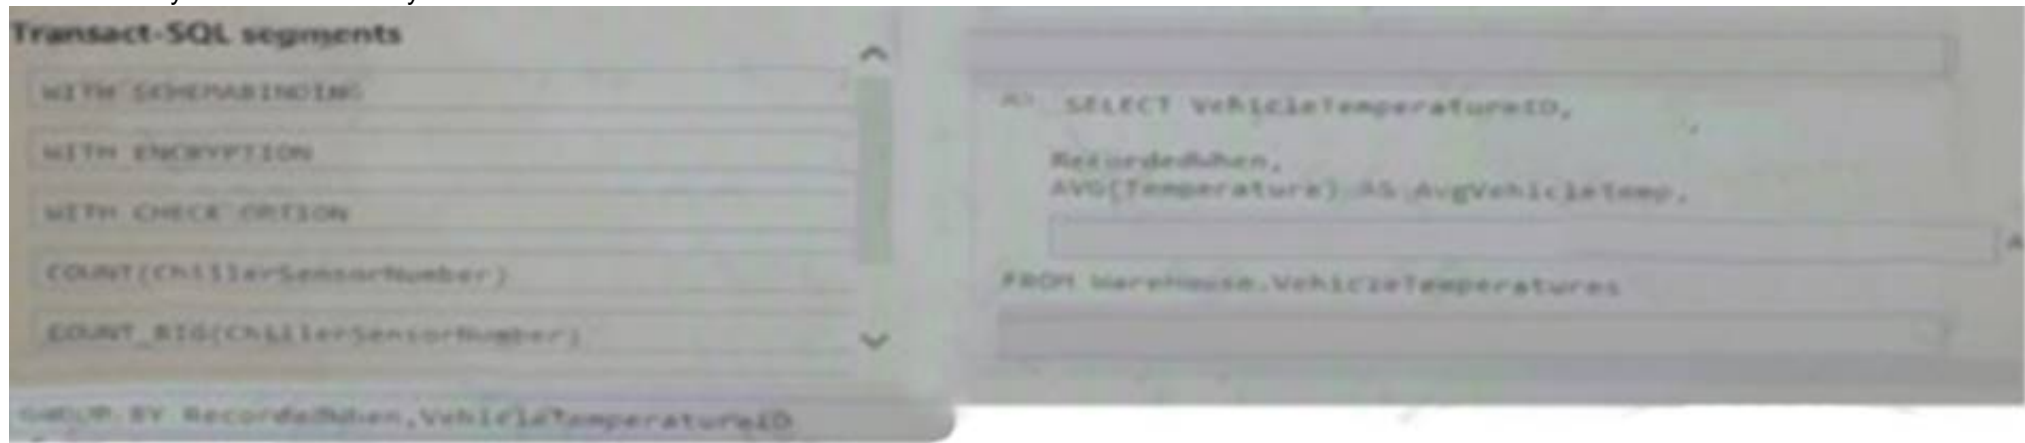 Transact-SQL segments
WITH SCHEMABINDING
WITH ENCRYPTION
WITH CHECK OPTION
COUNT(ChillerSensorNumber)
COUNT_BIG(ChillerSensorNumber)
GROUP BY RecordedWhen,VehicleTemperatureID
AS SELECT VehicleTemperatureID,
RecordedWhen,
AVG(Temperature) AS AvgVehicleTemp,
A
FROM Warehouse.VehicleTemperatures